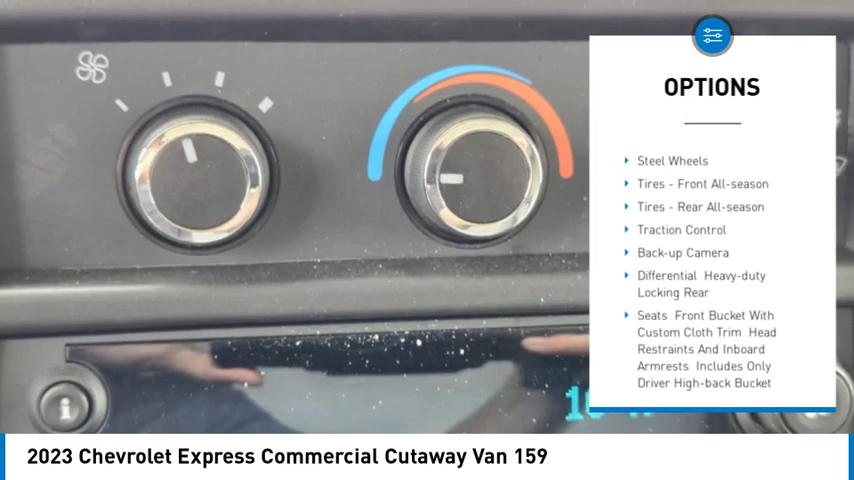 OPTIONS
Steel Wheels
Tires - Front All-season
Tires - Rear All-season
Traction Control
Back-up Camera
Differential Heavy-duty
Locking Rear
Seats Front Bucket With
Custom Cloth Trim Head
Restraints And Inboard
Armrests Includes Only
Driver High-back Bucket
i
2023 Chevrolet Express Commercial Cutaway Van 159